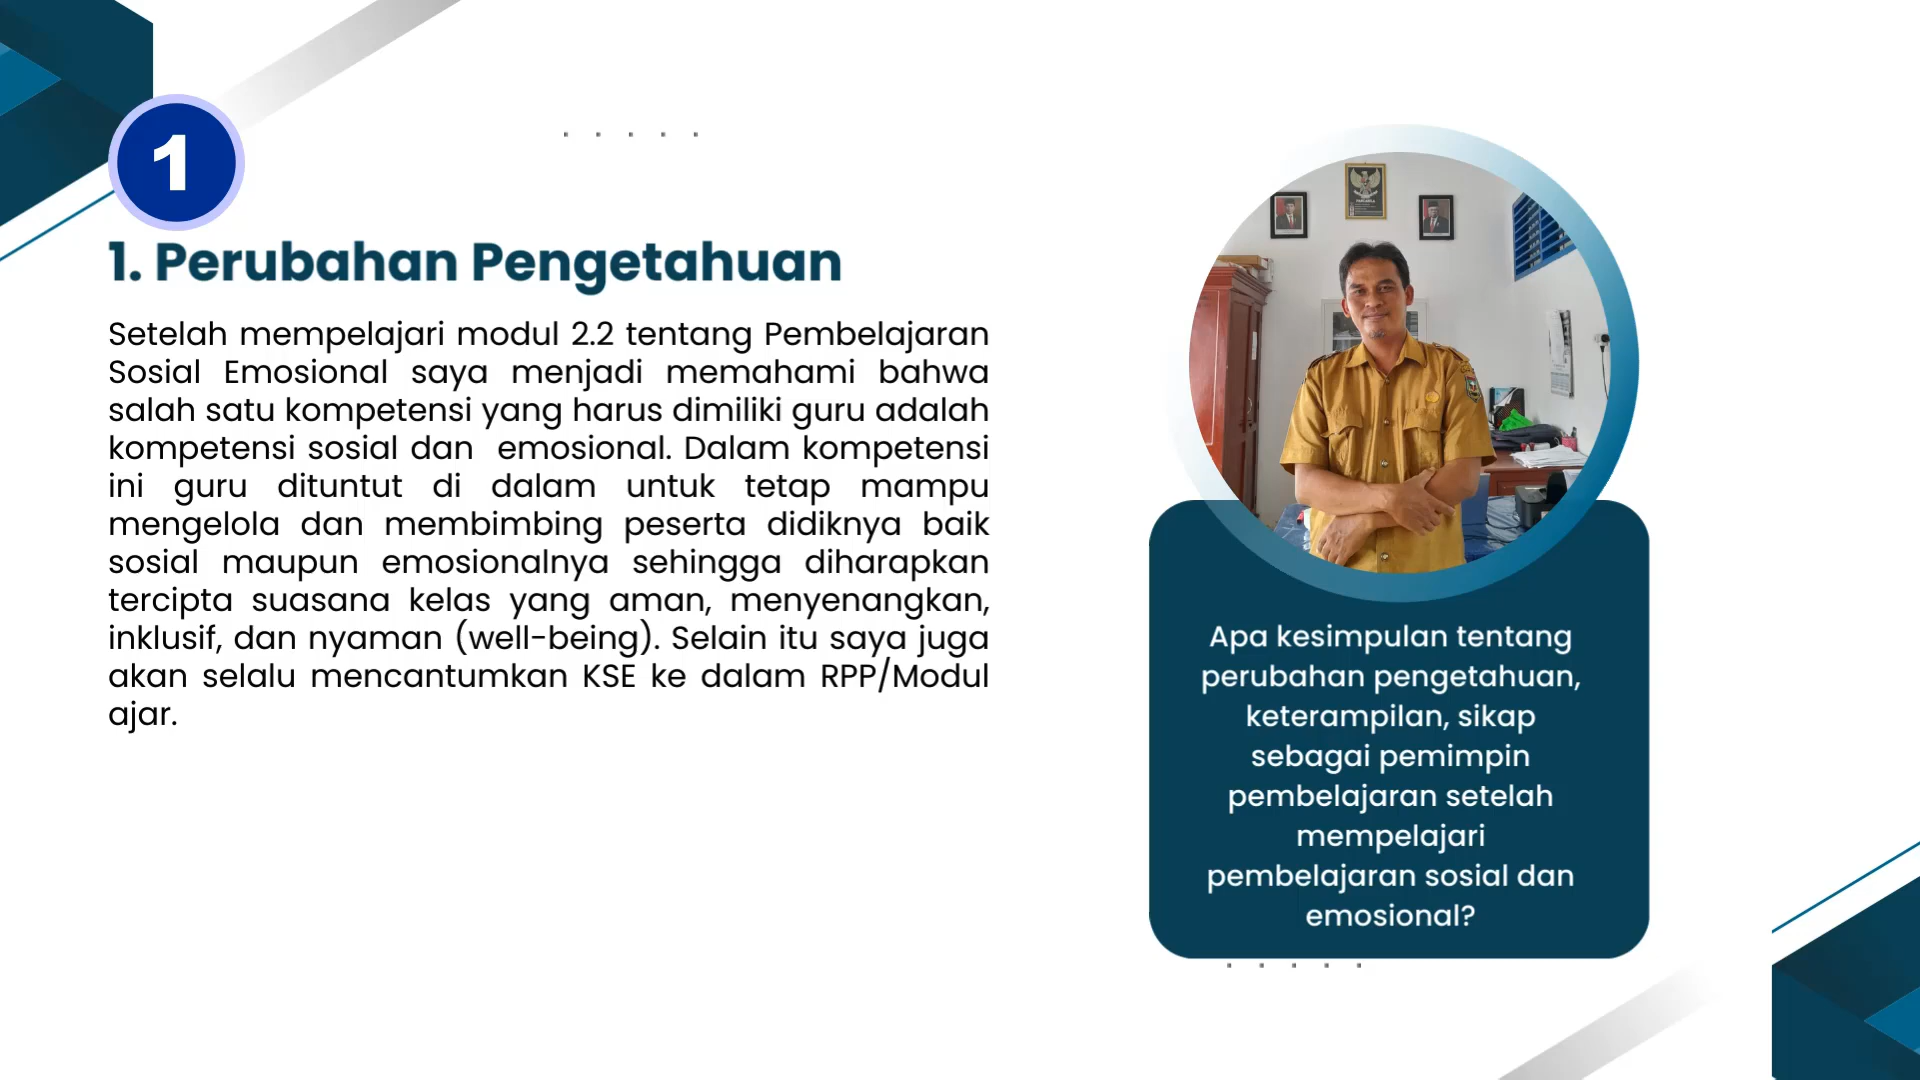 1
1. Perubahan Pengetahuan
Setelah mempelajari modul 2.2 tentang Pembelajaran
Sosial Emosional saya menjadi memahami bahwa
salah satu kompetensi yang harus dimiliki guru adalah
kompetensi sosial dan emosional. Dalam kompetensi
ini guru dituntut di dalam untuk tetap mampu
mengelola dan membimbing peserta didiknya baik
sosial maupun emosionalnya sehingga diharapkan
tercipta suasana kelas yang aman, menyenangkan,
inklusif, dan nyaman (well-being). Selain itu saya juga
akan selalu mencantumkan KSE ke dalam RPP/Modul
ajar.
Apa kesimpulan tentang
perubahan pengetahuan,
keterampilan, sikap
sebagai pemimpin
pembelajaran setelah
mempelajari
pembelajaran sosial dan
emosional?